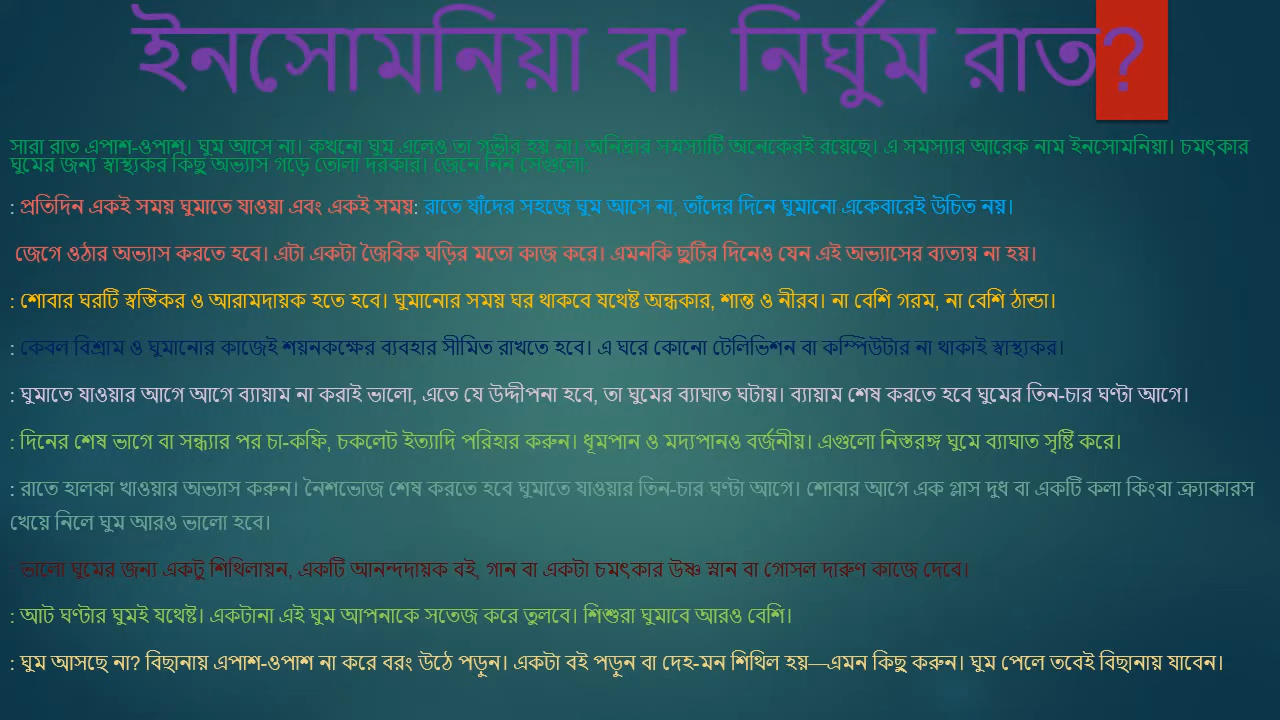 ইনসোমনিয়া বা নির্ঘুম রাত?
সারা রাত এপাশ-ওপাশ। ঘুম আসে না। কখনো ঘুম এলেও তা গভীর হয় না। অনিদ্রার সমস্যাটি অনেকেরই রয়েছে। এ সমস্যার আরেক নাম ইনসোমনিয়া। চমৎকার
ঘুমের জন্য স্বাস্থ্যকর কিছু অভ্যাস গড়ে তোলা দরকার। জেনে নিন সেগুলো:
: প্রতিদিন একই সময় ঘুমাতে যাওয়া এবং একই সময়: রাতে যাঁদের সহজে ঘুম আসে না, তাঁদের দিনে ঘুমানো একেবারেই উচিত নয়।
জেগে ওঠার অভ্যাস করতে হবে। এটা একটা জৈবিক ঘড়ির মতো কাজ করে। এমনকি ছুটির দিনেও যেন এই অভ্যাসের ব্যত্যয় না হয়।
: শোবার ঘরটি স্বস্তিকর ও আরামদায়ক হতে হবে। ঘুমানোর সময় ঘর থাকবে যথেষ্ট অন্ধকার, শান্ত ও নীরব। না বেশি গরম, না বেশি ঠান্ডা।
: কেবল বিশ্রাম ও ঘুমানোর কাজেই শয়নকক্ষের ব্যবহার সীমিত রাখতে হবে। এ ঘরে কোনো টেলিভিশন বা কম্পিউটার না থাকাই স্বাস্থ্যকর।
: ঘুমাতে যাওয়ার আগে আগে ব্যায়াম না করাই ভালো, এতে যে উদ্দীপনা হবে, তা ঘুমের ব্যাঘাত ঘটায়। ব্যায়াম শেষ করতে হবে ঘুমের তিন-চার ঘণ্টা আগে।
: দিনের শেষ ভাগে বা সন্ধ্যার পর চা-কফি, চকলেট ইত্যাদি পরিহার করুন। ধূমপান ও মদ্যপানও বর্জনীয়। এগুলো নিস্তরঙ্গ ঘুমে ব্যাঘাত সৃষ্টি করে।
: রাতে হালকা খাওয়ার অভ্যাস করুন। নৈশভোজ শেষ করতে হবে ঘুমাতে যাওয়ার তিন-চার ঘণ্টা আগে। শোবার আগে এক গ্লাস দুধ বা একটি কলা কিংবা ক্র্যাকারস
খেয়ে নিলে ঘুম আরও ভালো হবে।
: ভালো ঘুমের জন্য একটু শিথিলায়ন, একটি আনন্দদায়ক বই, গান বা একটা চমৎকার উষ্ণ স্নান বা গোসল দারুণ কাজে দেবে।
: আট ঘণ্টার ঘুমই যথেষ্ট। একটানা এই ঘুম আপনাকে সতেজ করে তুলবে। শিশুরা ঘুমাবে আরও বেশি।
: ঘুম আসছে না? বিছানায় এপাশ-ওপাশ না করে বরং উঠে পড়ুন। একটা বই পড়ুন বা দেহ-মন শিথিল হয়—এমন কিছু করুন। ঘুম পেলে তবেই বিছানায় যাবেন।